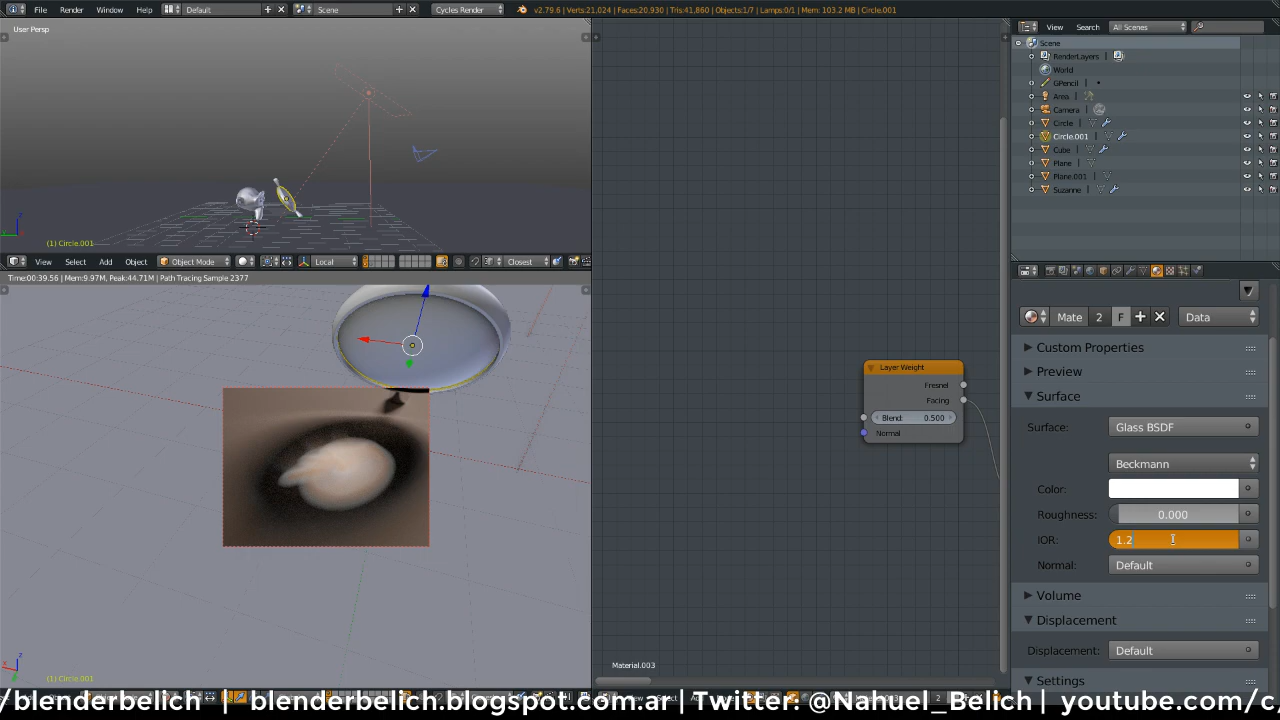 File Render Window Help Default Scene Cycles Render v2.79.6 | Verts:21,024 | Faces:20,930 | Tris:41,860 | Objects:1/7 | Lamps:0/1 | Mem: 103.2 MB | Circle.001
User Persp
(1) Circle.001
View Select Add Object Object Mode Local Closest
Time:00:39.56 | Mem:9.97M, Peak:44.71M | Path Tracing Sample 2377
(1) Circle.001
Layer Weight
Fresnel
Facing
Blend: 0.500
Normal
Material.003
View Search All Scenes
Scene
RenderLayers |
World
GPencil |
Area |
Camera |
Circle |
Circle.001 |
Cube |
Plane |
Plane.001 |
Suzanne |
Mate 2 F Data
Custom Properties
Preview
Surface
Surface: Glass BSDF
Beckmann
Color:
Roughness: 0.000
IOR: 1.2
Normal: Default
Volume
Displacement
Displacement: Default
Settings
/blenderbelich | blenderbelich.blogspot.com.ar | Twitter: @Nahuel_Belich | youtube.com/c/